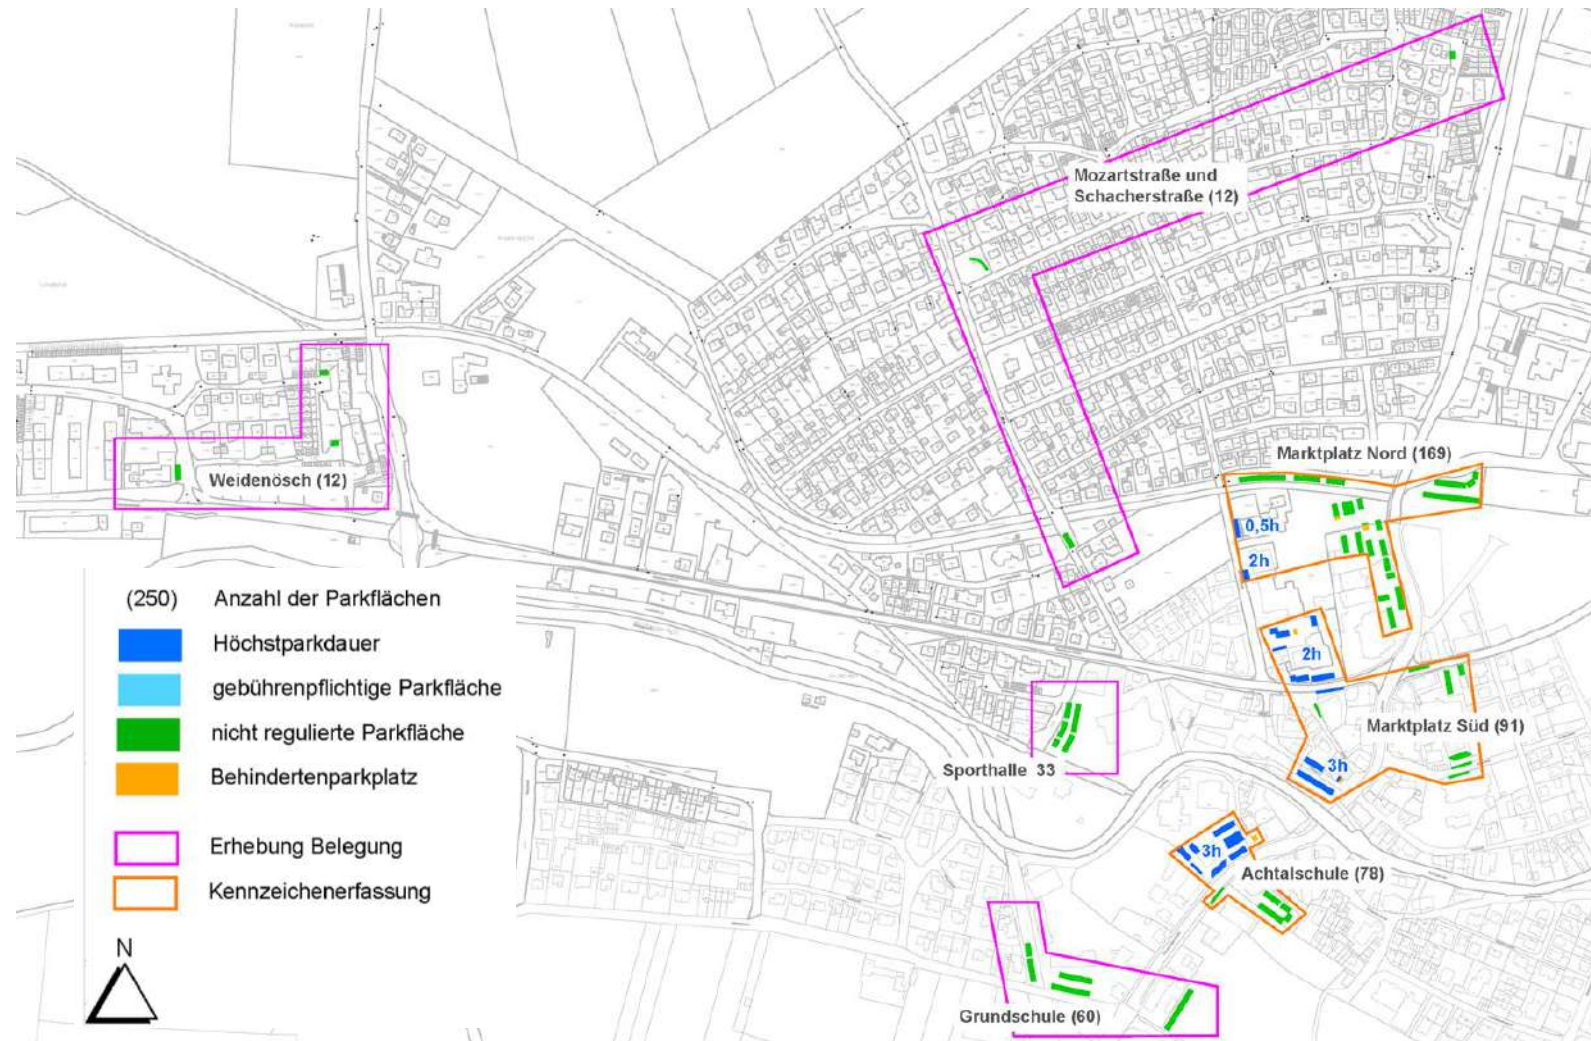 Mozartstraße und
Schacherstraße (12)
Marktplatz Nord (169)
Weidenösch (12)
0,5h
2h
(250) Anzahl der Parkflächen
Höchstparkdauer
gebührenpflichtige Parkfläche
nicht regulierte Parkfläche
Behindertenparkplatz
Erhebung Belegung
Kennzeichenerfassung
N
2h
Marktplatz Süd (91)
3h
Sporthalle 33
3h
Achtalschule (78)
Grundschule (60)